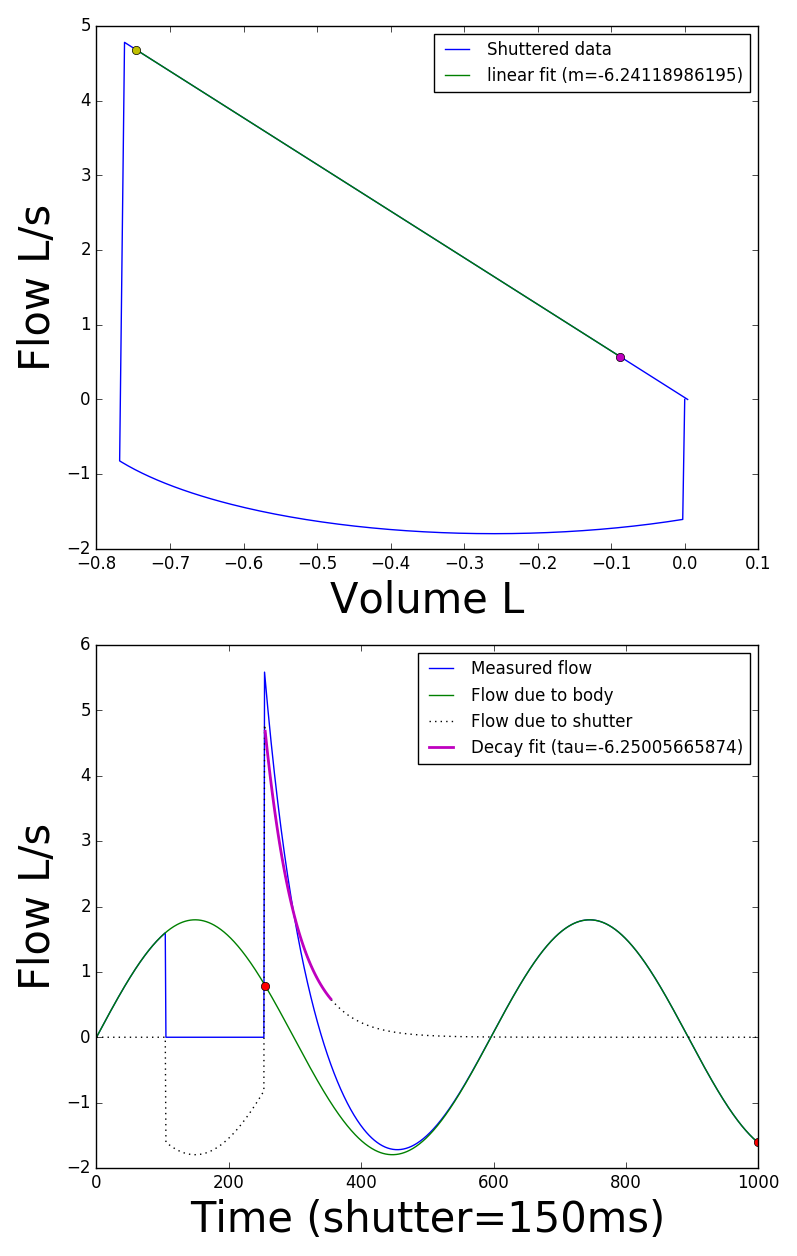 5
4
3
2
1
0
−1
−2
Flow L/s
Shuttered data
linear fit (m=-6.24118986195)
−0.8 −0.7 −0.6 −0.5 −0.4 −0.3 −0.2 −0.1 0.0 0.1
Volume L
6
5
4
3
2
1
0
−1
−2
Flow L/s
Measured flow
Flow due to body
Flow due to shutter
Decay fit (tau=-6.25005665874)
0 200 400 600 800 1000
Time (shutter=150ms)